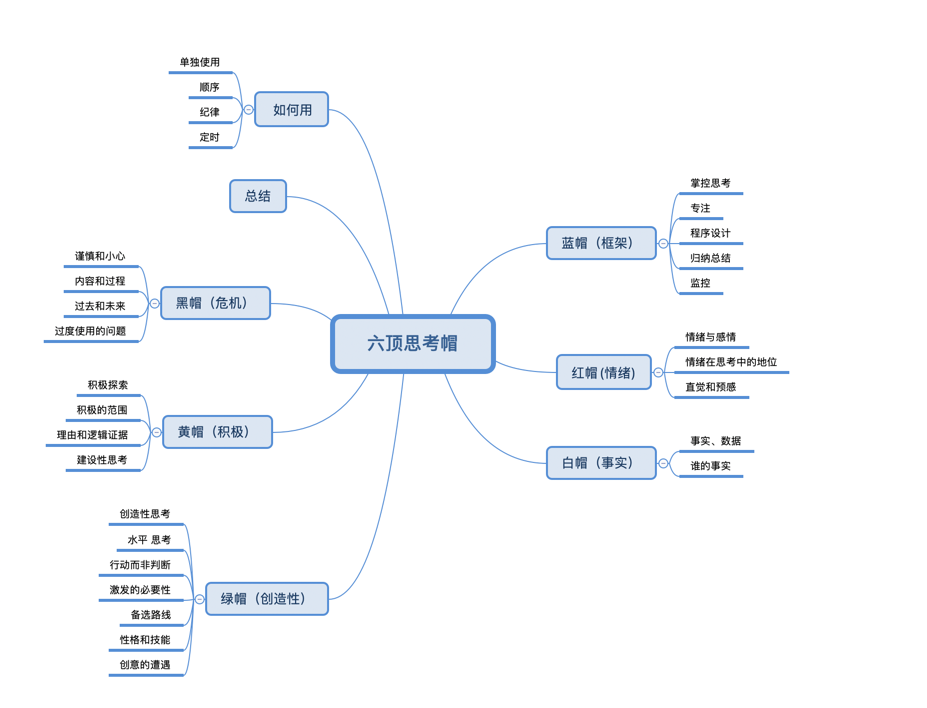 六顶思考帽
蓝帽（框架）
掌控思考
专注
程序设计
归纳总结
监控
红帽(情绪)
情绪与感情
情绪在思考中的地位
直觉和预感
白帽（事实）
事实、数据
谁的事实
如何用
单独使用
顺序
纪律
定时
总结
黑帽（危机）
谨慎和小心
内容和过程
过去和未来
过度使用的问题
黄帽（积极）
积极探索
积极的范围
理由和逻辑证据
建设性思考
绿帽（创造性）
创造性思考
水平 思考
行动而非判断
激发的必要性
备选路线
性格和技能
创意的遭遇